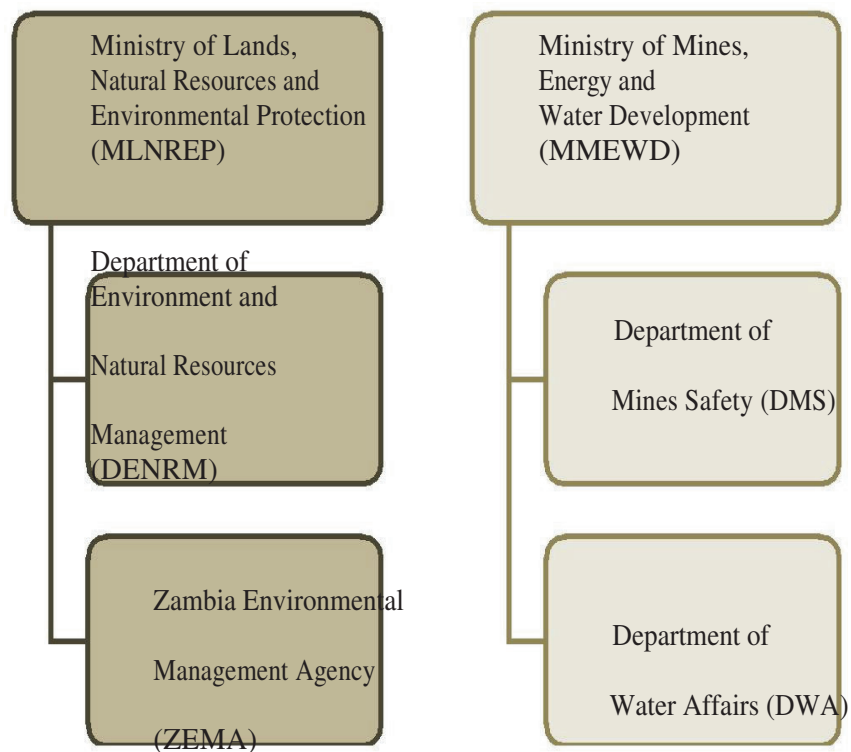 Ministry of Lands,
Natural Resources and
Environmental Protection
(MLNREP)
Department of
Environment and
Natural Resources
Management
(DENRM)
Zambia Environmental
Management Agency
(ZEMA)
Ministry of Mines,
Energy and
Water Development
(MMEWD)
Department of
Mines Safety (DMS)
Department of
Water Affairs (DWA)